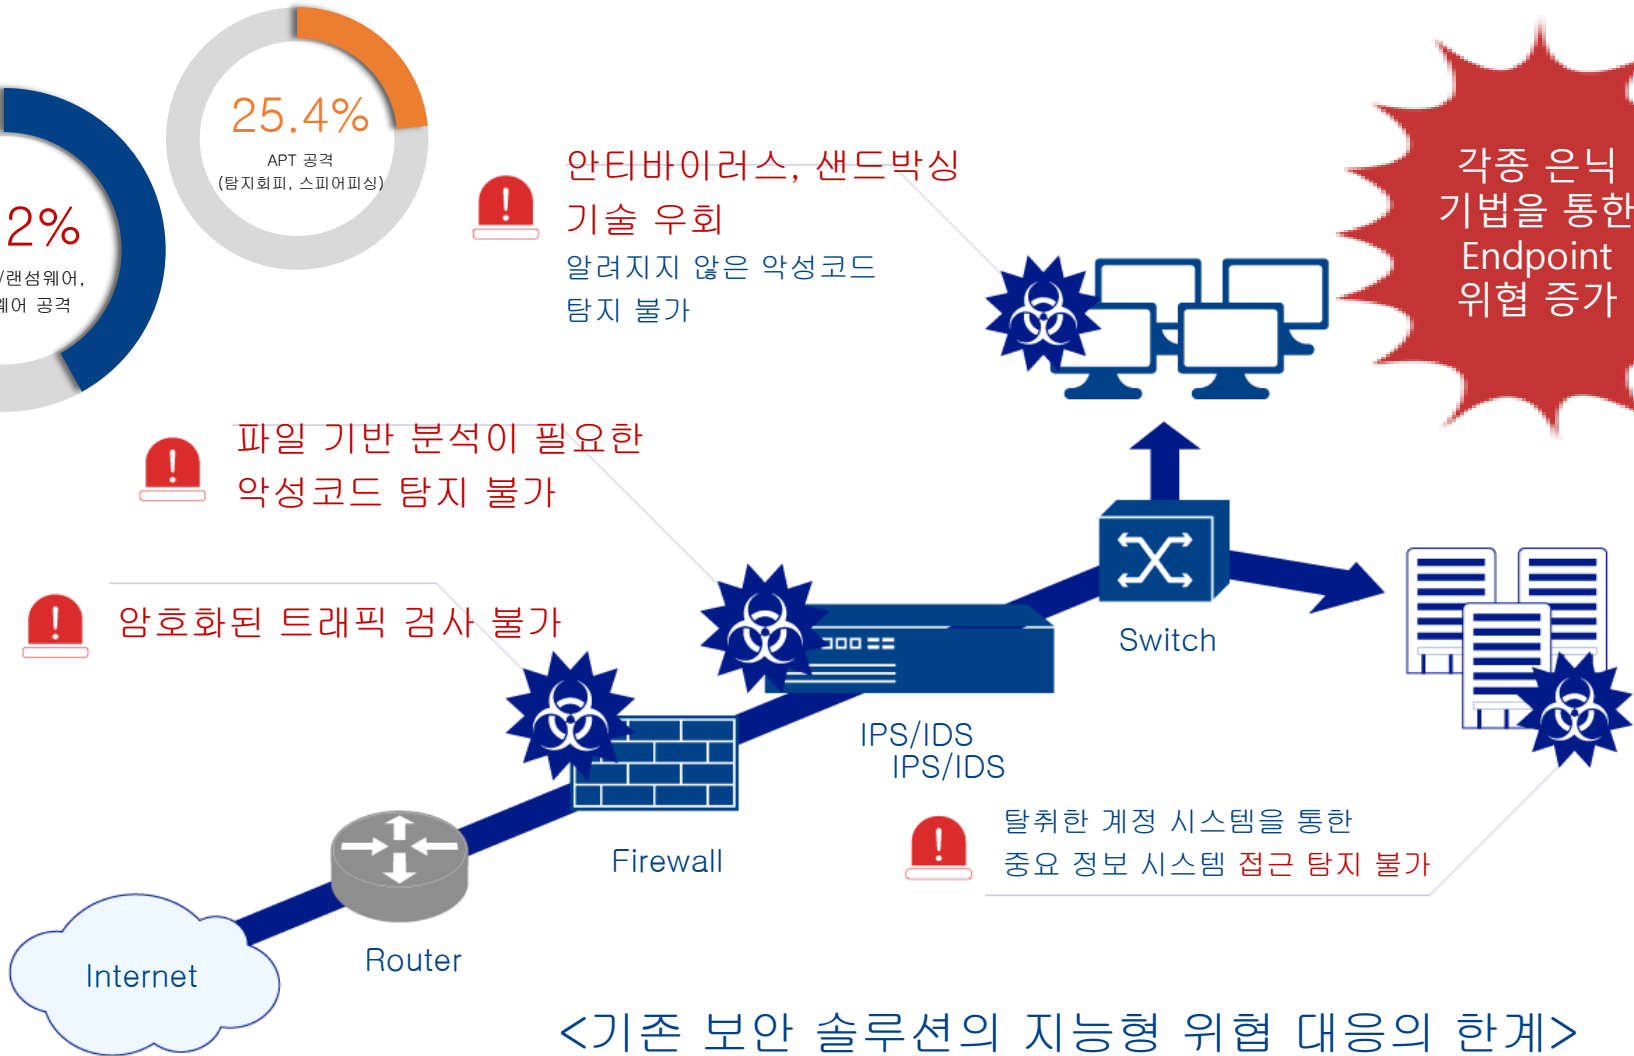 25.4%
APT 공격
(탐지회피, 스피어피싱)
2%
/랜섬웨어,
웨어 공격
안티바이러스, 샌드박싱
기술 우회
알려지지 않은 악성코드
탐지 불가
각종 은닉
기법을 통한
Endpoint
위협 증가
파일 기반 분석이 필요한
악성코드 탐지 불가
암호화된 트래픽 검사 불가
Switch
IPS/IDS
IPS/IDS
Firewall
탈취한 계정 시스템을 통한
중요 정보 시스템 접근 탐지 불가
Router
Internet
<기존 보안 솔루션의 지능형 위협 대응의 한계>